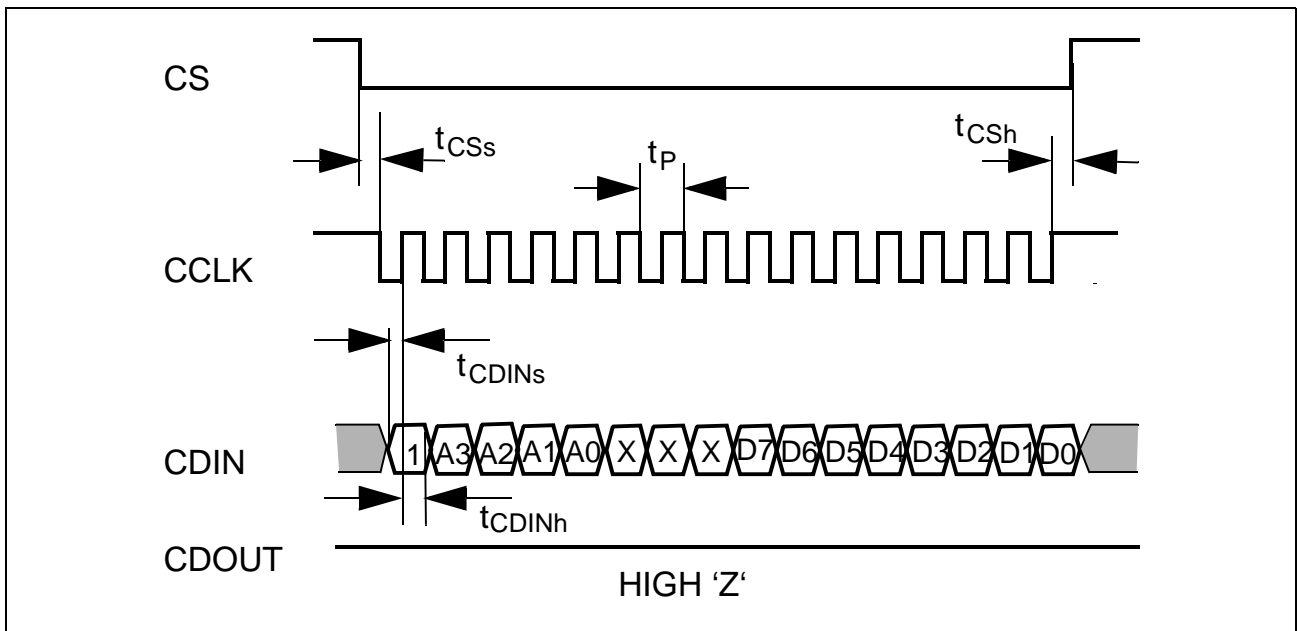 CS
tCSs
tCSh
tP
CCLK
tCDINs
CDIN 1 A3 A2 A1 A0 X X X D7 D6 D5 D4 D3 D2 D1 D0
tCDINh
CDOUT
HIGH ‘Z‘